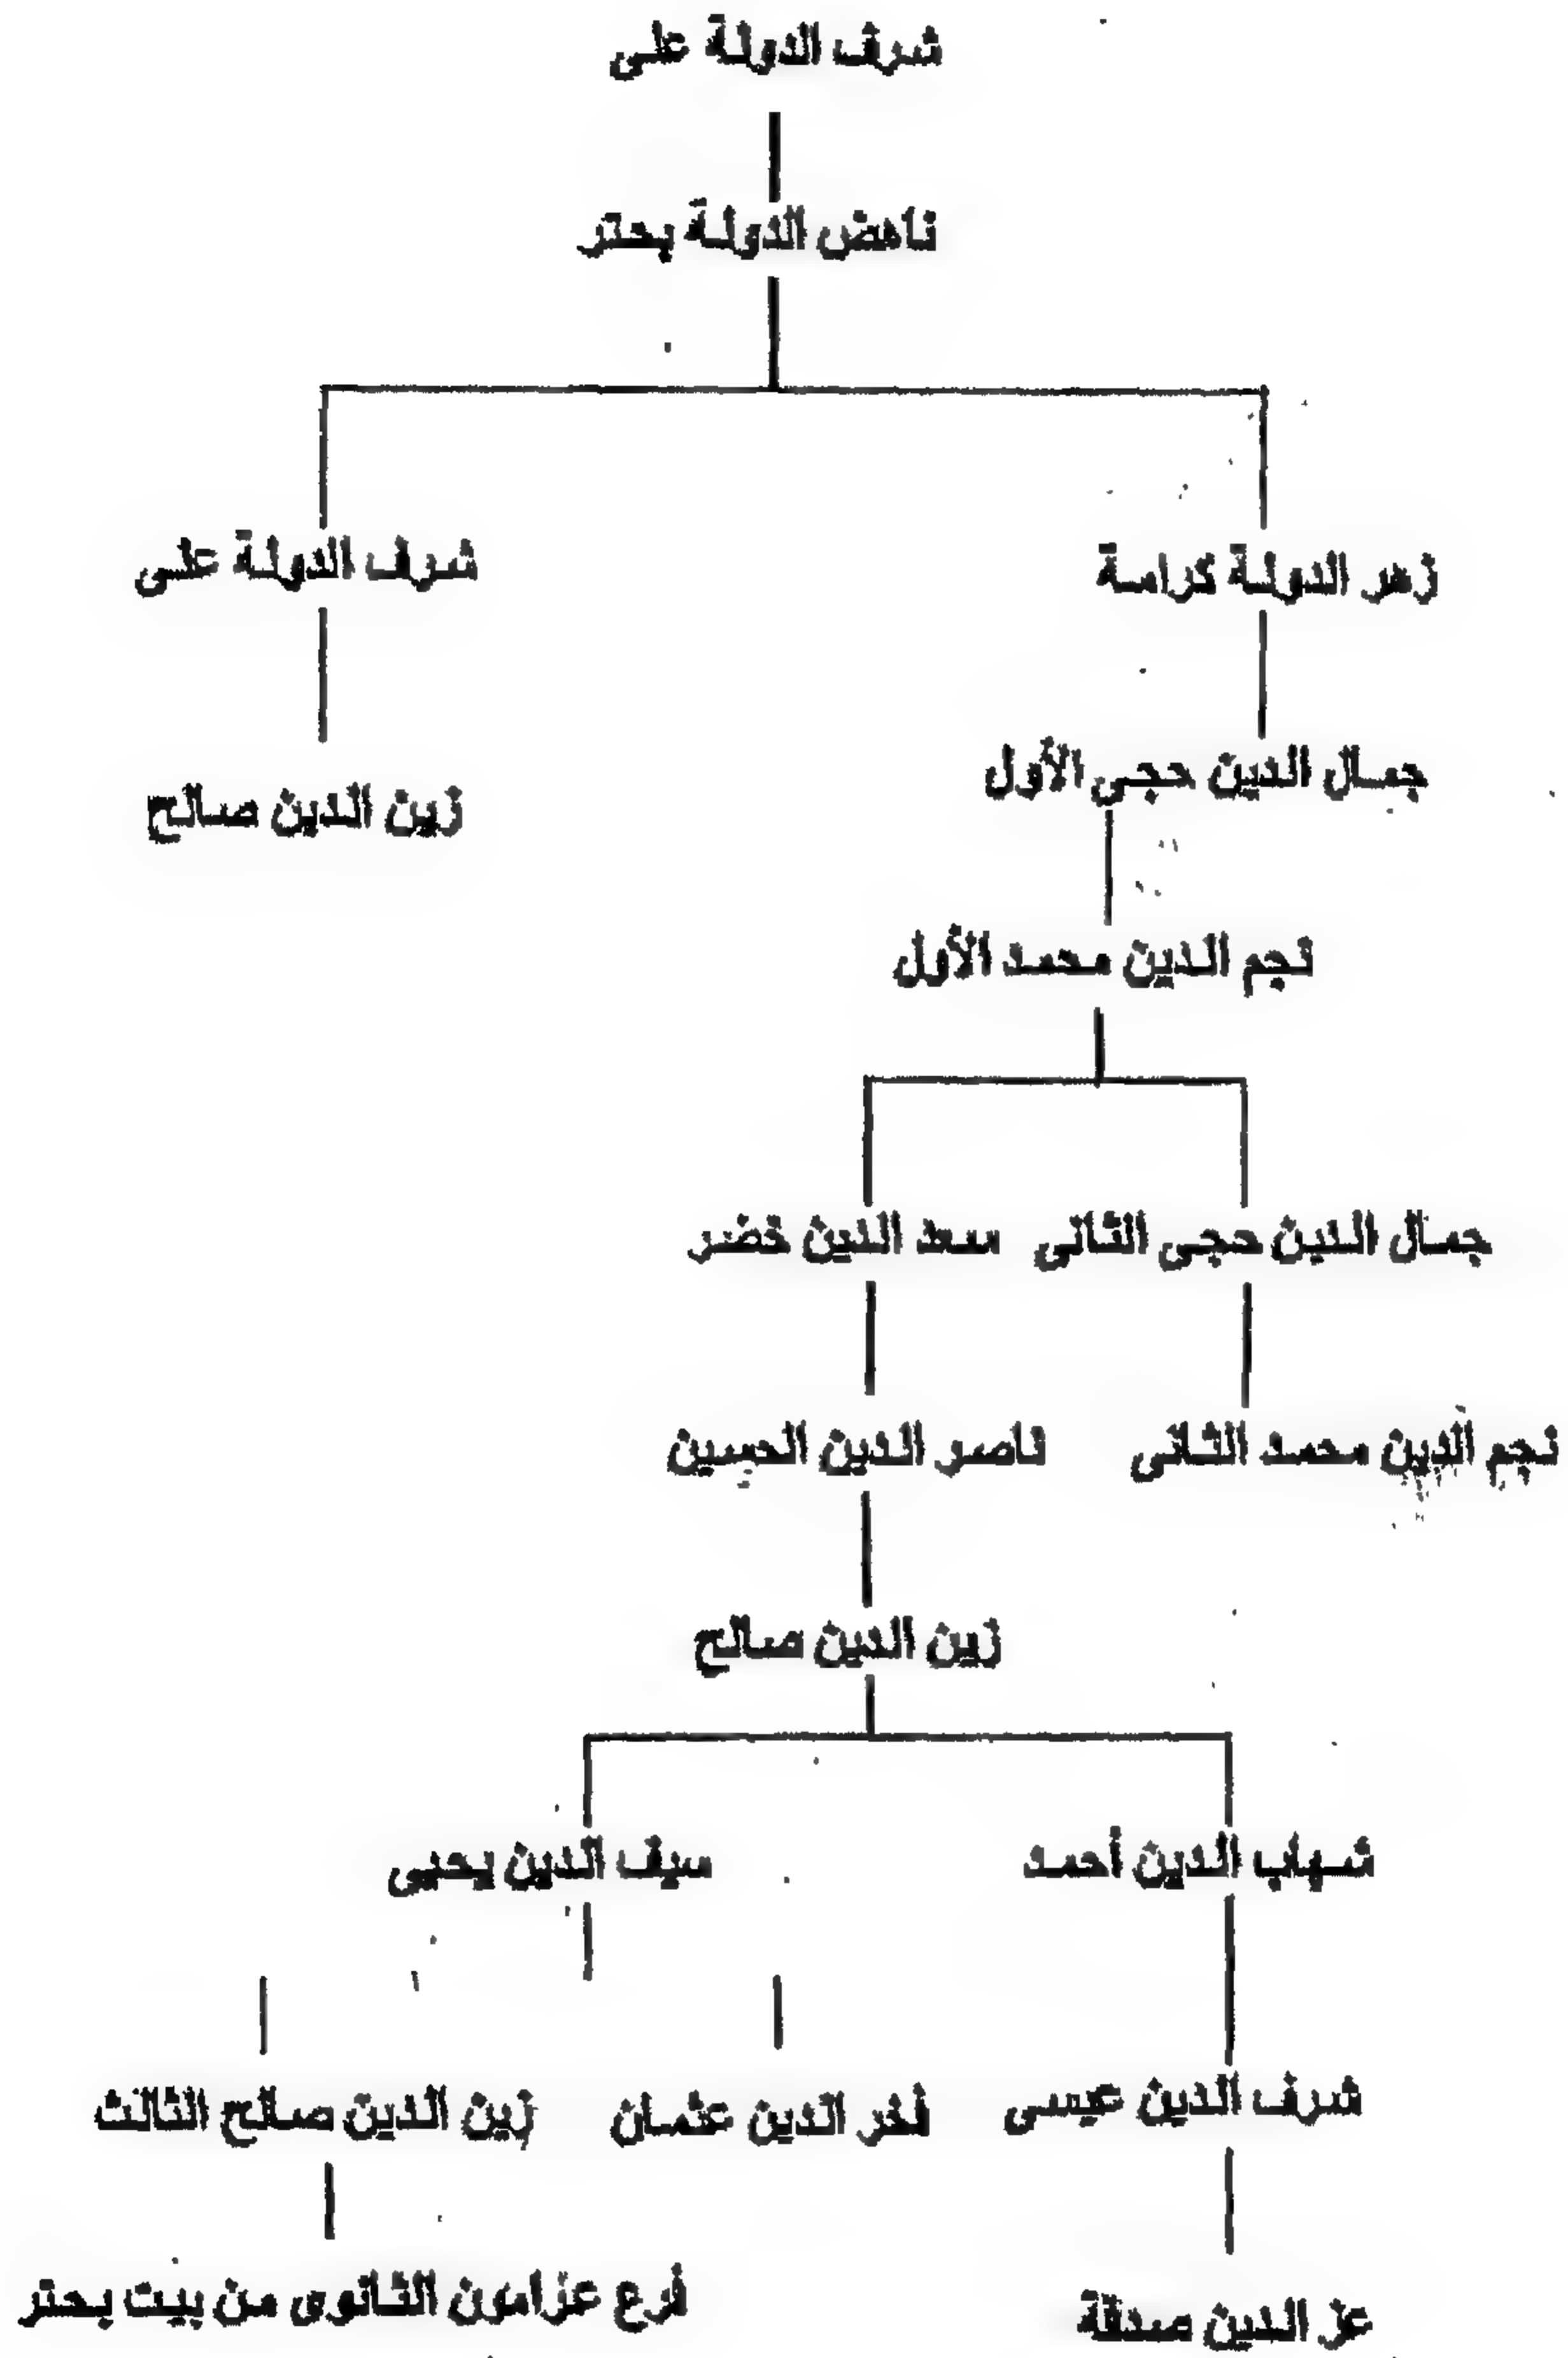 شرف الدولة على
ناهض الدولة بحتر
زهر الدولة كرامة
شرف الدولة على
جمال الدين حجي الأول
زين الدين صالح
نجم الدين محمد الأول
جمال الدين حجى الثانى
سعد الدين خضر
نجم الدين محمد الثانى
ناصر الدين الحسين
زين الدين صالح
شهاب الدين أحمد
سيف الدين يحيى
شرف الدين عيسى
فخر الدين عثمان
زين الدين صالح الثالث
عز الدين صدقة
فرع عزامون الثانوى من بيت بحتر